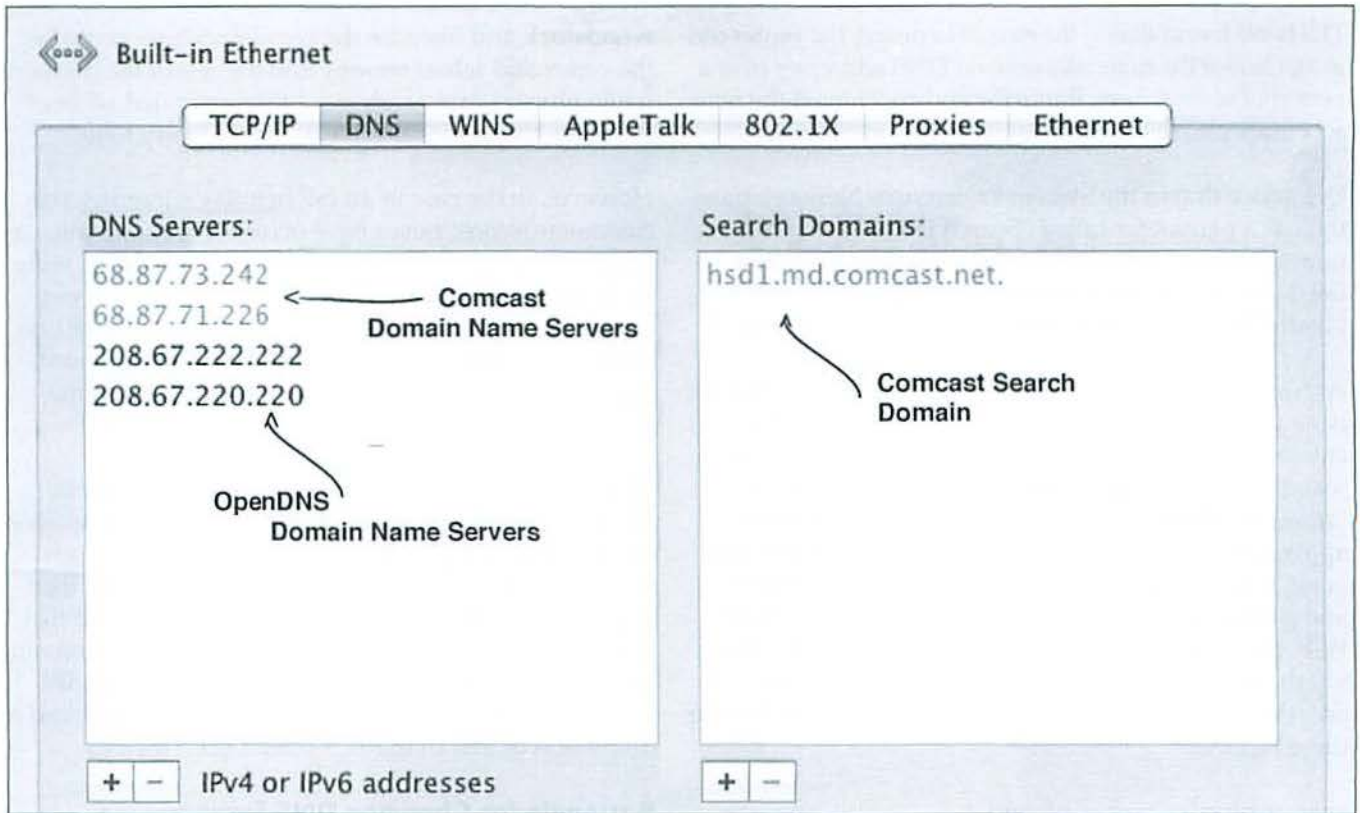 Built-in Ethernet
TCP/IP DNS WINS AppleTalk 802.1X Proxies Ethernet
DNS Servers:
68.87.73.242
68.87.71.226
208.67.222.222
208.67.220.220
Comcast
Domain Name Servers
OpenDNS
Domain Name Servers
+ − IPv4 or IPv6 addresses
Search Domains:
hsd1.md.comcast.net.
Comcast Search
Domain
+ −